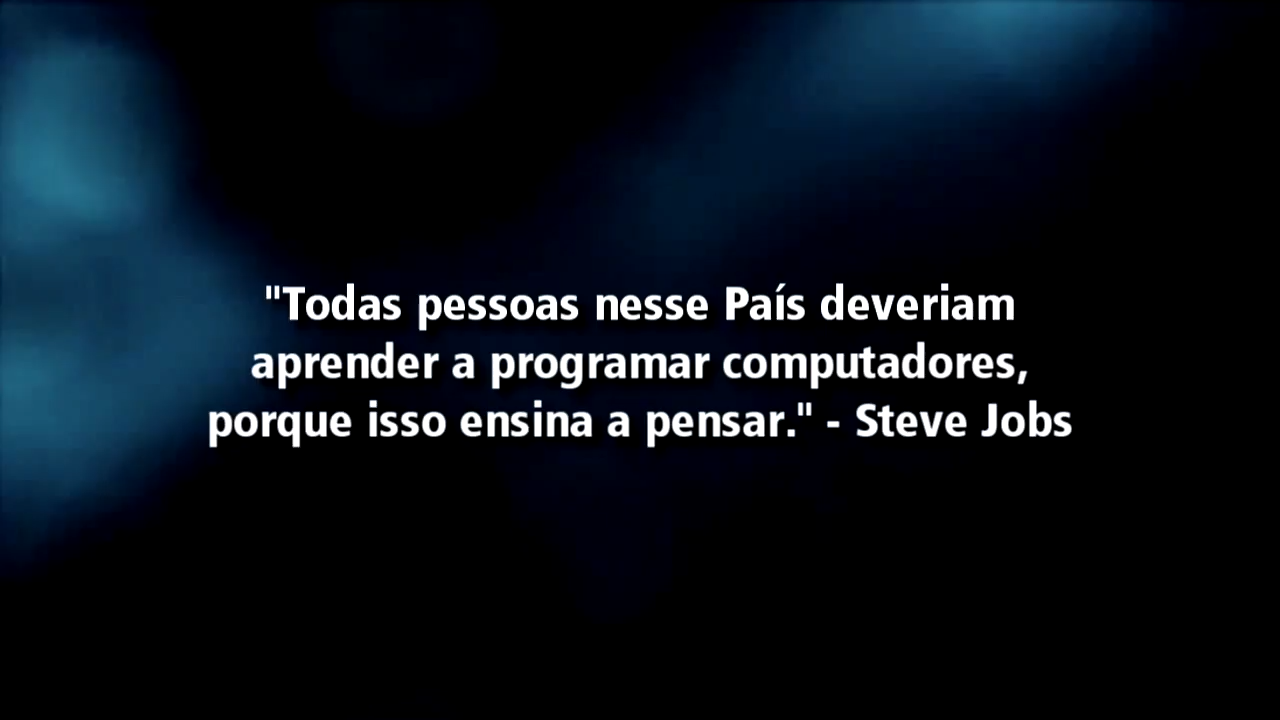 "Todas pessoas nesse País deveriam
aprender a programar computadores,
porque isso ensina a pensar." - Steve Jobs